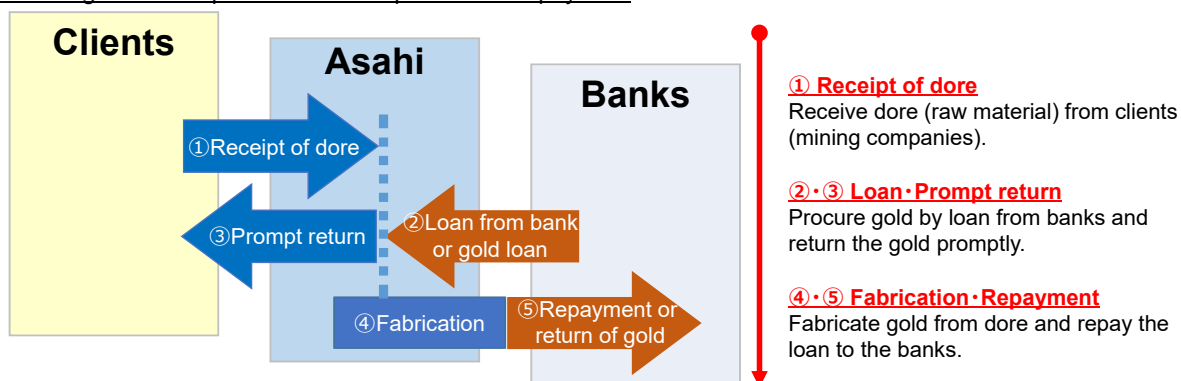 Clients
Asahi
Banks
①Receipt of dore
②Loan from bank
or gold loan
③Prompt return
④Fabrication
⑤Repayment or
return of gold
① Receipt of dore
Receive dore (raw material) from clients
(mining companies).
②・③ Loan・Prompt return
Procure gold by loan from banks and
return the gold promptly.
④・⑤ Fabrication・Repayment
Fabricate gold from dore and repay the
loan to the banks.